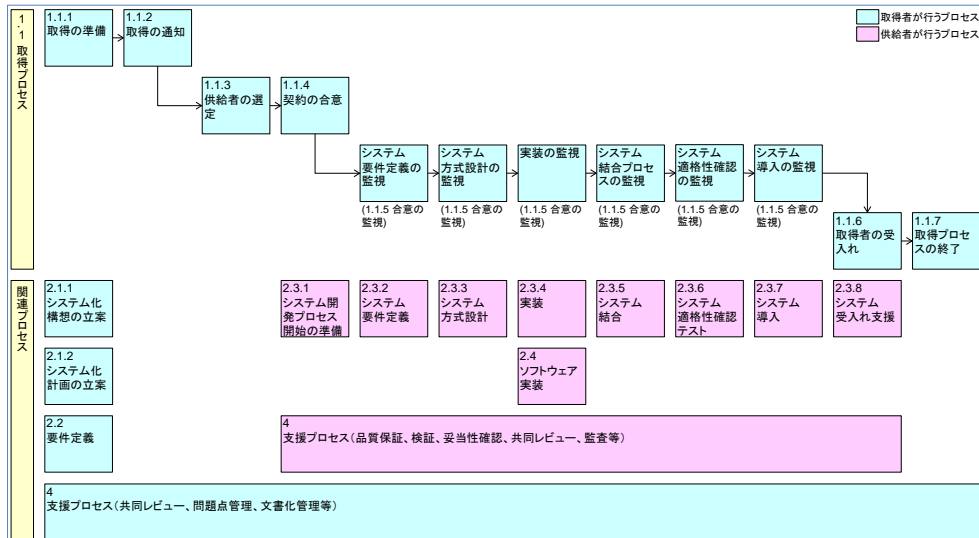 1.1 取得プロセス
取得者が行うプロセス
供給者が行うプロセス
1.1.1
取得の準備
1.1.2
取得の通知
1.1.3
供給者の選
定
1.1.4
契約の合意
システム
要件定義の
監視
(1.1.5 合意の
監視)
システム
方式設計の
監視
(1.1.5 合意の
監視)
実装の監視
(1.1.5 合意の
監視)
システム
結合プロセ
スの監視
(1.1.5 合意の
監視)
システム
適格性確認
の監視
(1.1.5 合意の
監視)
システム
導入の監視
(1.1.5 合意の
監視)
1.1.6
取得者の受
入れ
1.1.7
取得プロセ
スの終了
関連プロセス
2.1.1
システム化
構想の立案
2.3.1
システム開
発プロセス
開始の準備
2.3.2
システム
要件定義
2.3.3
システム
方式設計
2.3.4
実装
2.3.5
システム
結合
2.3.6
システム
適格性確認
テスト
2.3.7
システム
導入
2.3.8
システム
受入れ支援
2.1.2
システム化
計画の立案
2.4
ソフトウェア
実装
2.2
要件定義
4
支援プロセス(品質保証、検証、妥当性確認、共同レビュー、監査等)
4
支援プロセス(共同レビュー、問題点管理、文書化管理等)